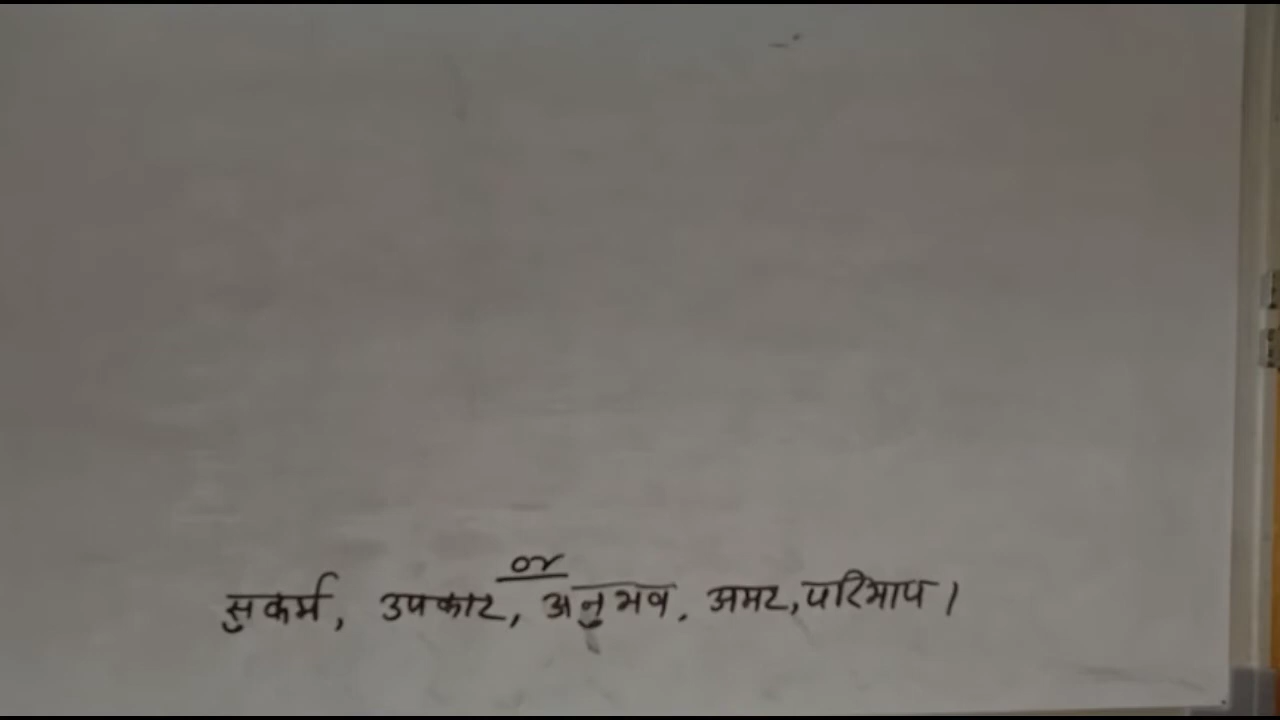 or
सुकर्म, उपकार, अनुभव, अमर, परिमाप।